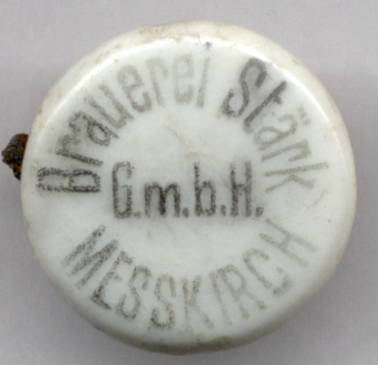 Brauerei Stärk
G.m.b.H.
MESSKIRCH